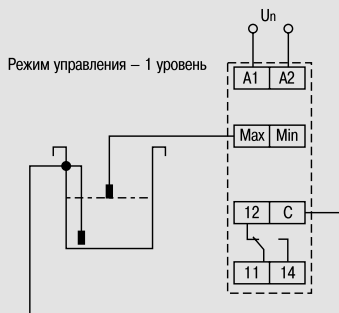 Un
Режим управления – 1 уровень
A1 A2
Max Min
12 C
11 14